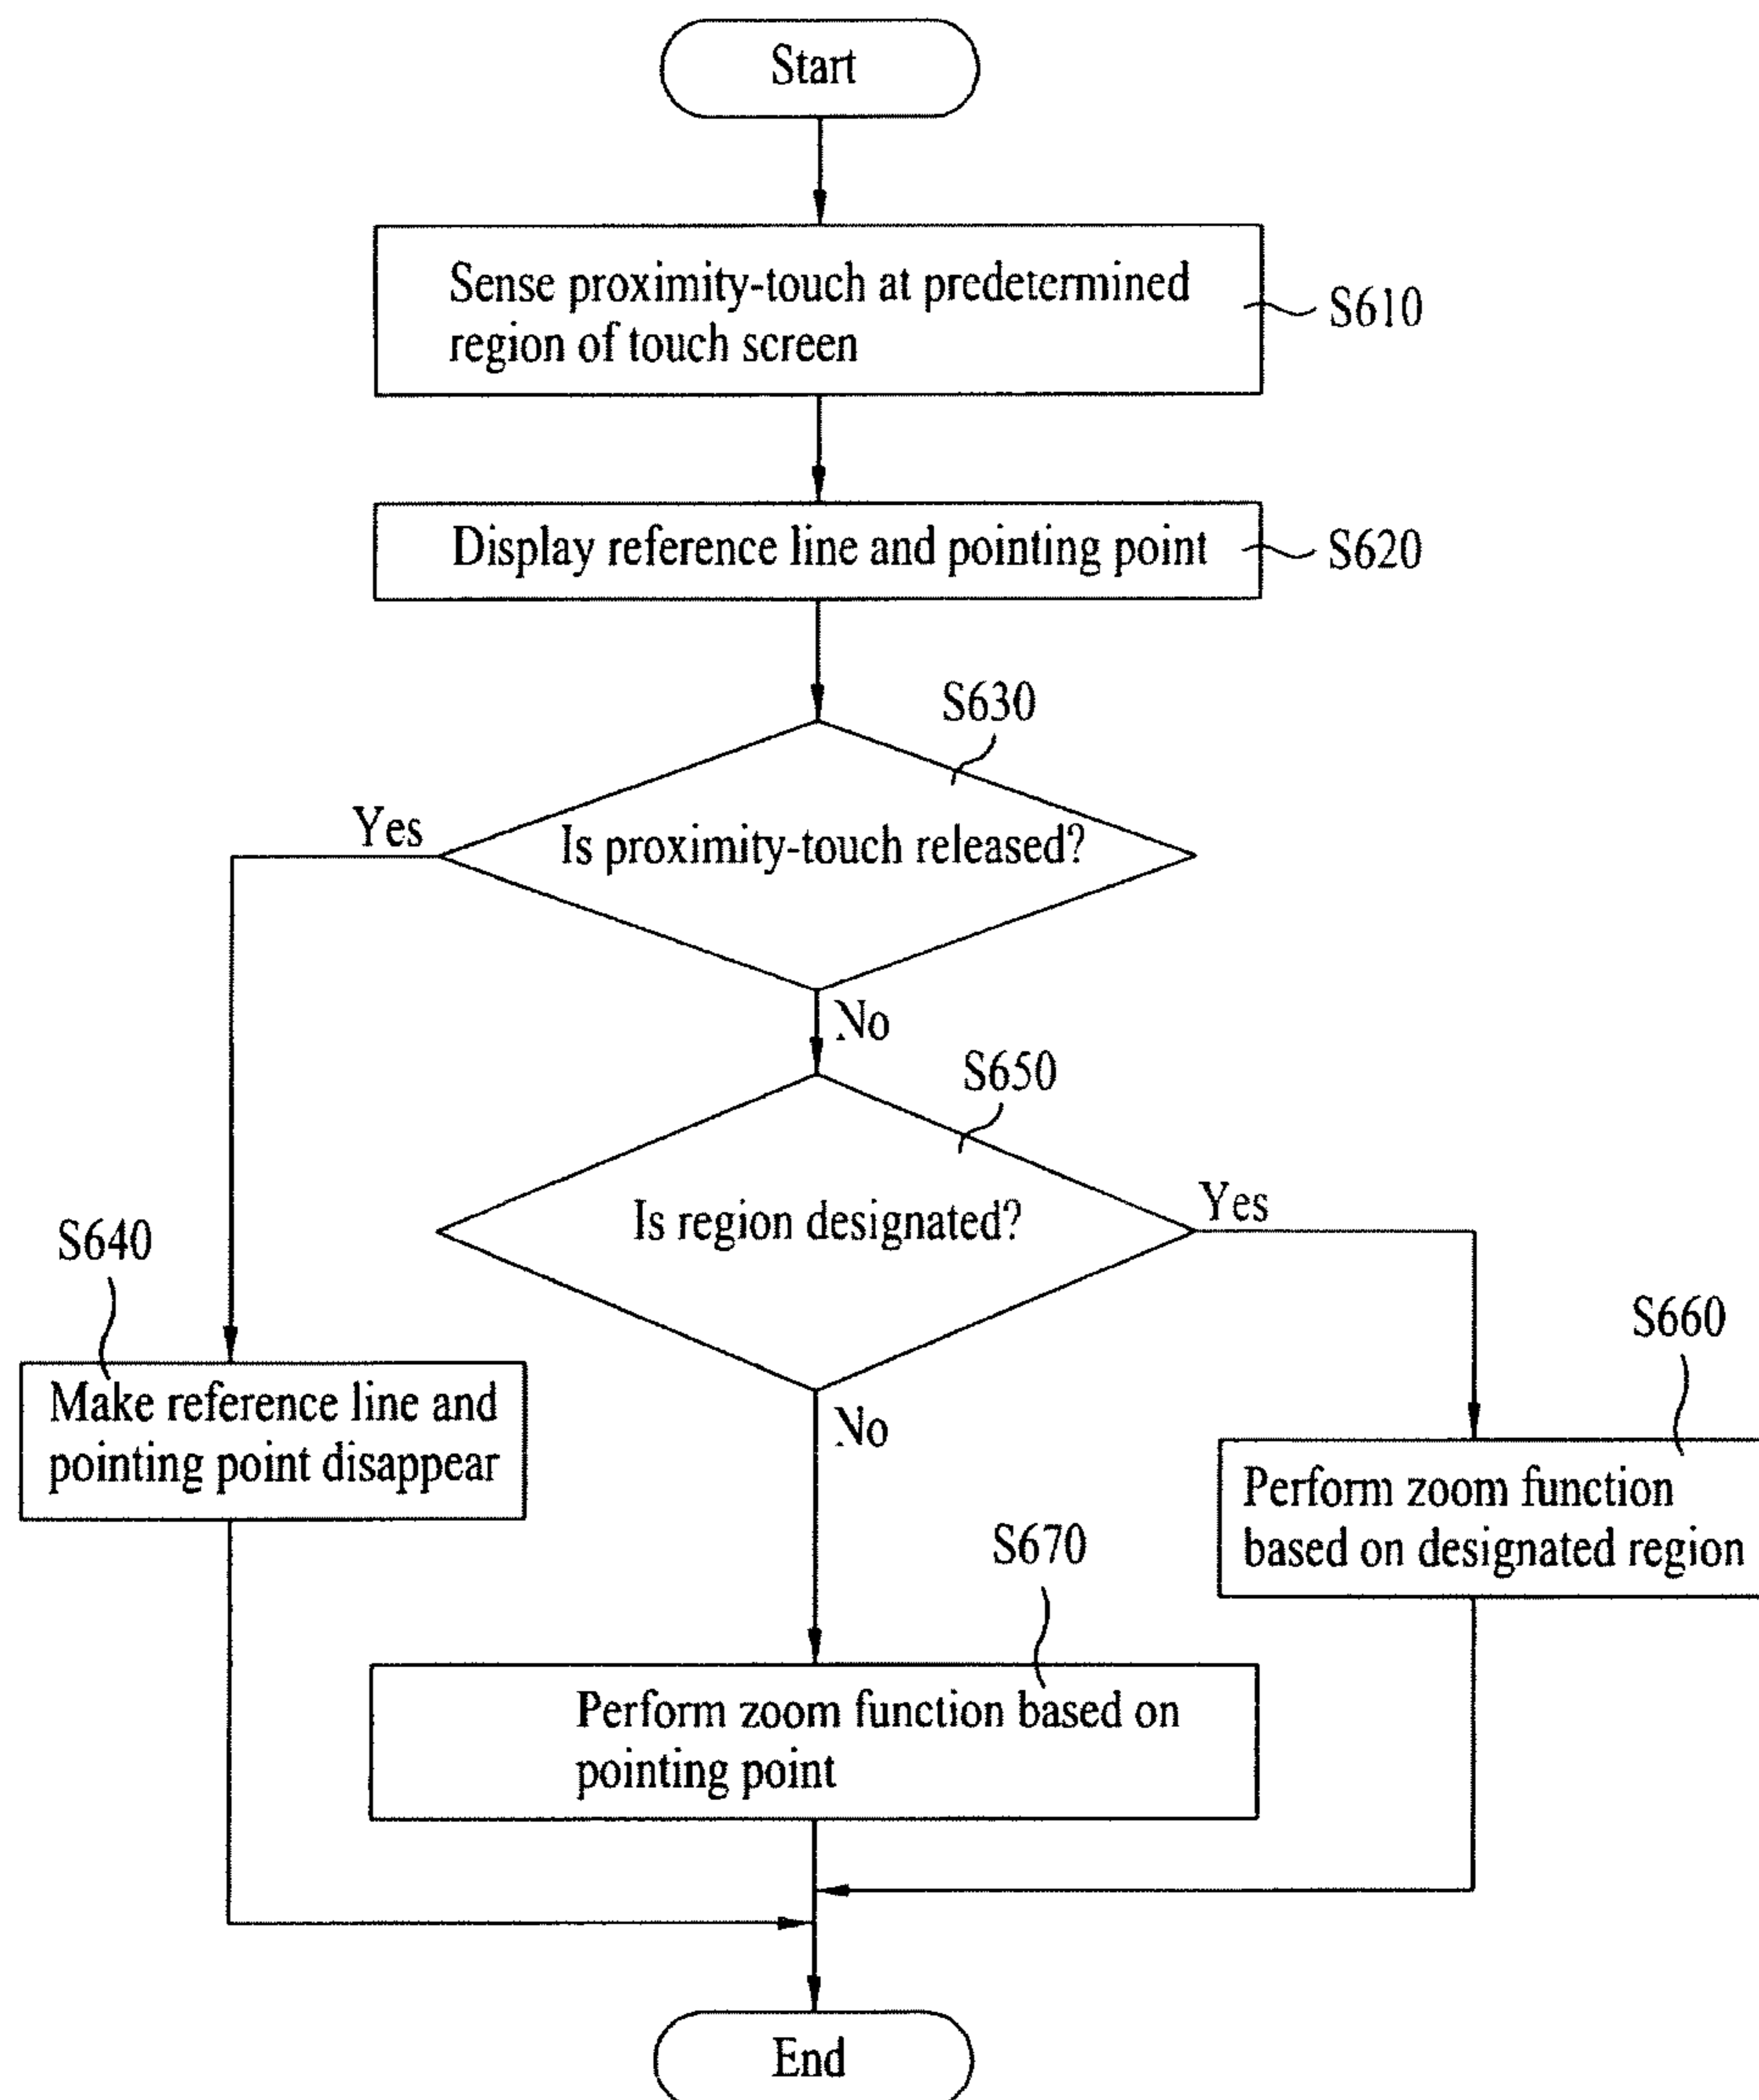 Start
Sense proximity-touch at predetermined
region of touch screen
S610
Display reference line and pointing point
S620
S630
Is proximity-touch released?
Yes
No
S650
Is region designated?
Yes
No
S640
Make reference line and
pointing point disappear
S660
Perform zoom function
based on designated region
S670
Perform zoom function based on
pointing point
End